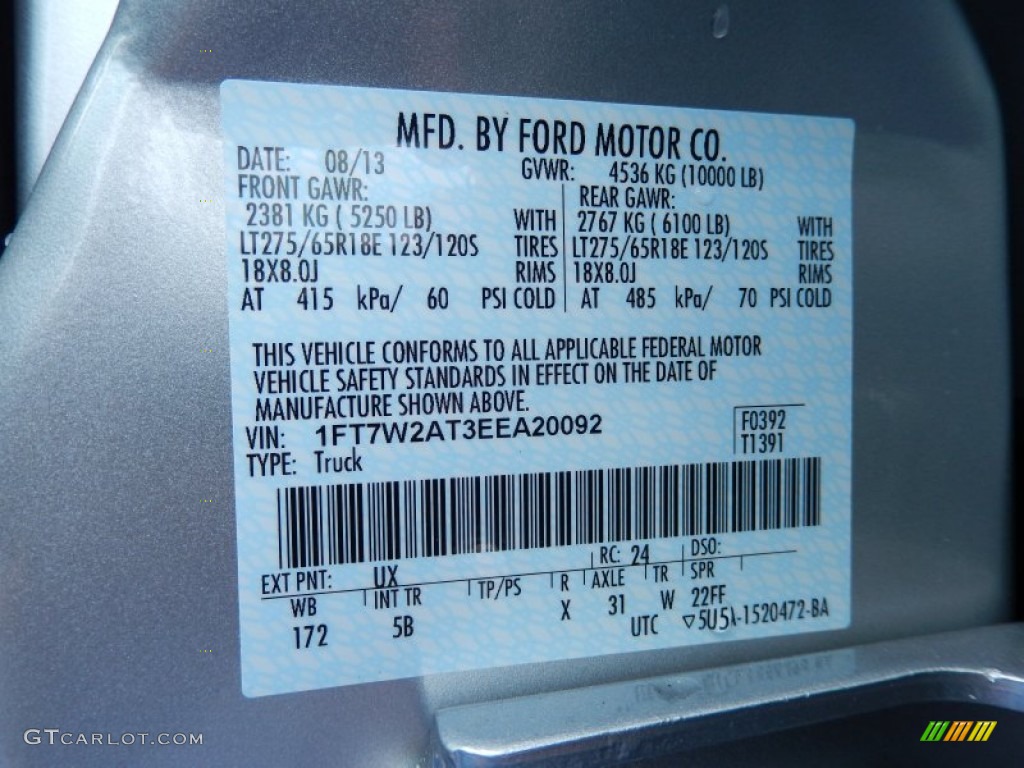 MFD. BY FORD MOTOR CO.
DATE: 08/13 GVWR: 4536 KG (10000 LB)
FRONT GAWR: REAR GAWR:
2381 KG ( 5250 LB) WITH 2767 KG ( 6100 LB) WITH
LT275/65R18E 123/120S TIRES LT275/65R18E 123/120S TIRES
18X8.0J RIMS 18X8.0J RIMS
AT 415 kPa/ 60 PSI COLD AT 485 kPa/ 70 PSI COLD
THIS VEHICLE CONFORMS TO ALL APPLICABLE FEDERAL MOTOR
VEHICLE SAFETY STANDARDS IN EFFECT ON THE DATE OF
MANUFACTURE SHOWN ABOVE.
VIN: 1FT7W2AT3EEA20092 F0392
TYPE: Truck T1391
EXT PNT: UX RC: 24 DSO:
WB INT TR TP/PS R AXLE TR SPR
172 5B X 31 W 22FF
UTC ▽5U5A-1520472-BA
GTCARLOT.COM